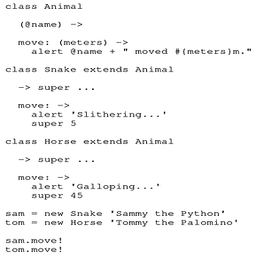 class Animal
  (@name) ->
  move: (meters) ->
    alert @name + " moved #{meters}m."
class Snake extends Animal
  -> super ...
  move: ->
    alert 'Slithering...'
    super 5
class Horse extends Animal
  -> super ...
  move: ->
    alert 'Galloping...'
    super 45
sam = new Snake 'Sammy the Python'
tom = new Horse 'Tommy the Palomino'
sam.move!
tom.move!